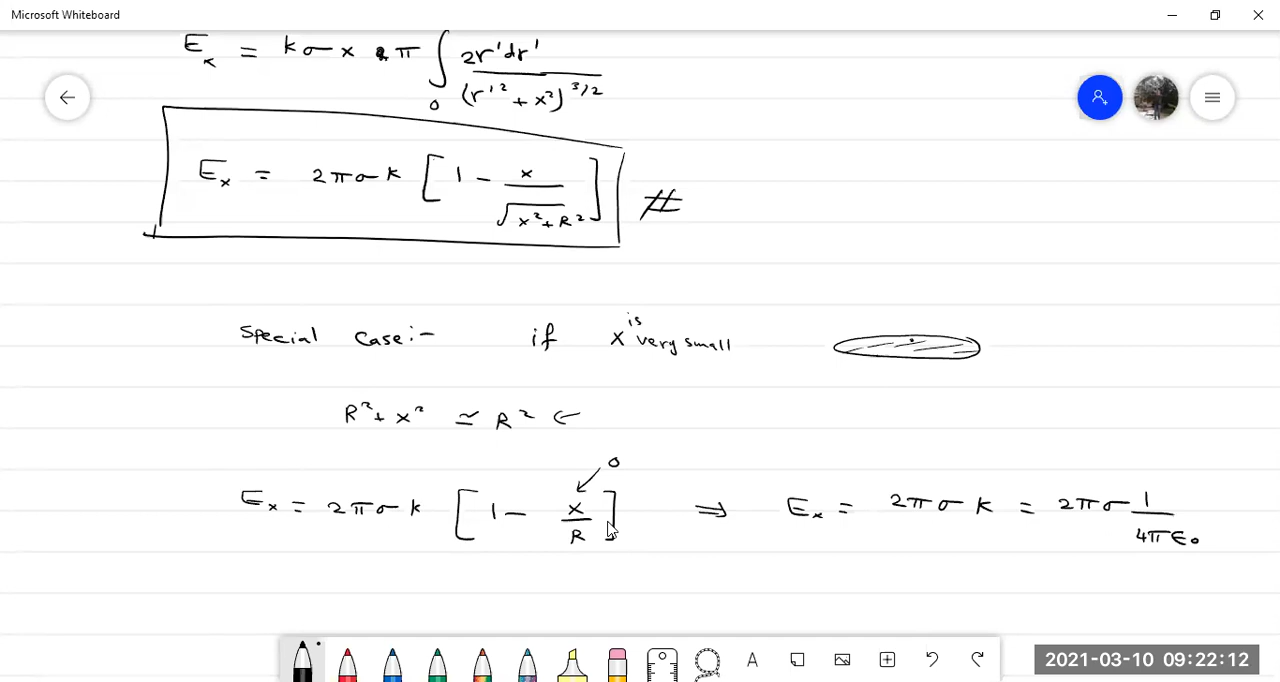 Microsoft Whiteboard
Eₓ = kσx π ∫₀ 2r'dr' / (r'² + x²)^3/2
Eₓ = 2πσk [1 - x / √x²+R²] #
Special Case:- if x is very small
R² + x² ≃ R² ←
0
Eₓ = 2πσk [1 - x/R] ⇒ Eₓ = 2πσk = 2πσ 1/4πϵ₀
A
2021-03-10 09:22:12